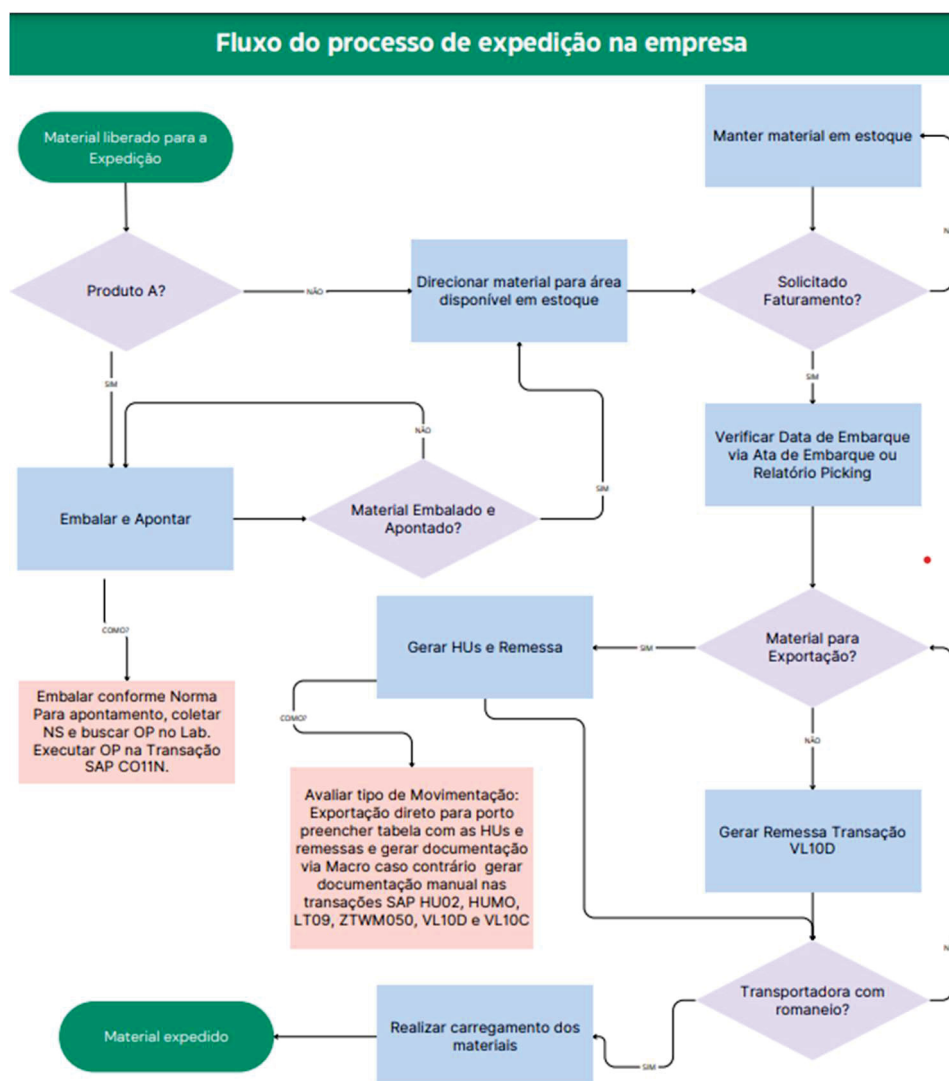 Fluxo do processo de expedição na empresa
Material liberado para a
Expedição
Manter material em estoque
Produto A?
NÃO
Direcionar material para área
disponível em estoque
Solicitado
Faturamento?
SIM
SIM
NÃO
Verificar Data de Embarque
via Ata de Embarque ou
Relatório Picking
Embalar e Apontar
Material Embalado e
Apontado?
SIM
COMO?
Gerar HUs e Remessa
SIM
Material para
Exportação?
Embalar conforme Norma
Para apontamento, coletar
NS e buscar OP no Lab.
Executar OP na Transação
SAP CO11N.
COMO?
NÃO
Avaliar tipo de Movimentação:
Exportação direto para porto
preencher tabela com as HUs e
remessas e gerar documentação
via Macro caso contrário gerar
documentação manual nas
transações SAP HU02, HUMO,
LT09, ZTWM050, VL10D e VL10C
Gerar Remessa Transação
VL10D
Transportadora com
romaneio?
SIM
Realizar carregamento dos
materiais
Material expedido